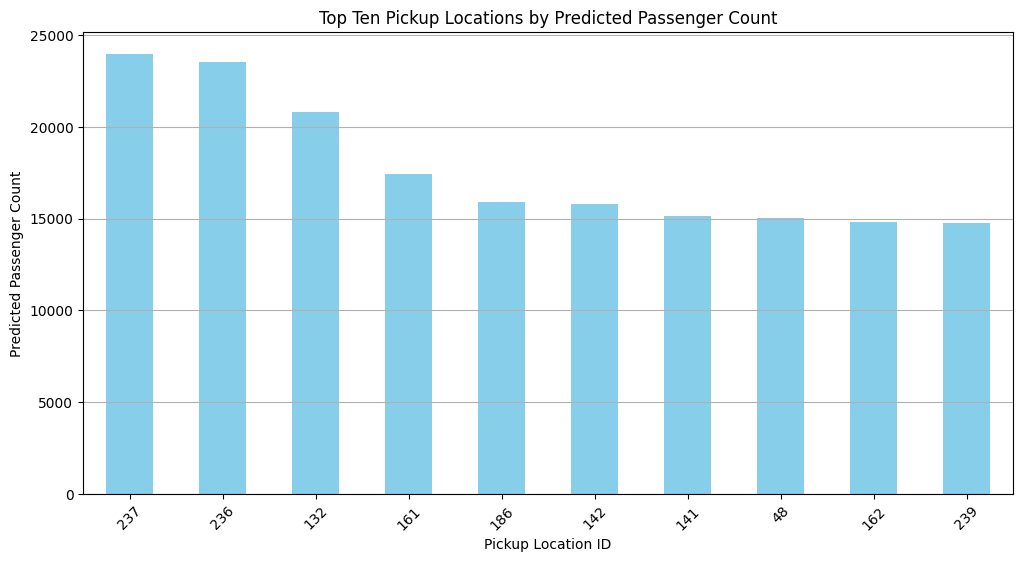 Top Ten Pickup Locations by Predicted Passenger Count
Predicted Passenger Count
25000
20000
15000
10000
5000
0
237 236 132 161 186 142 141 48 162 239
Pickup Location ID